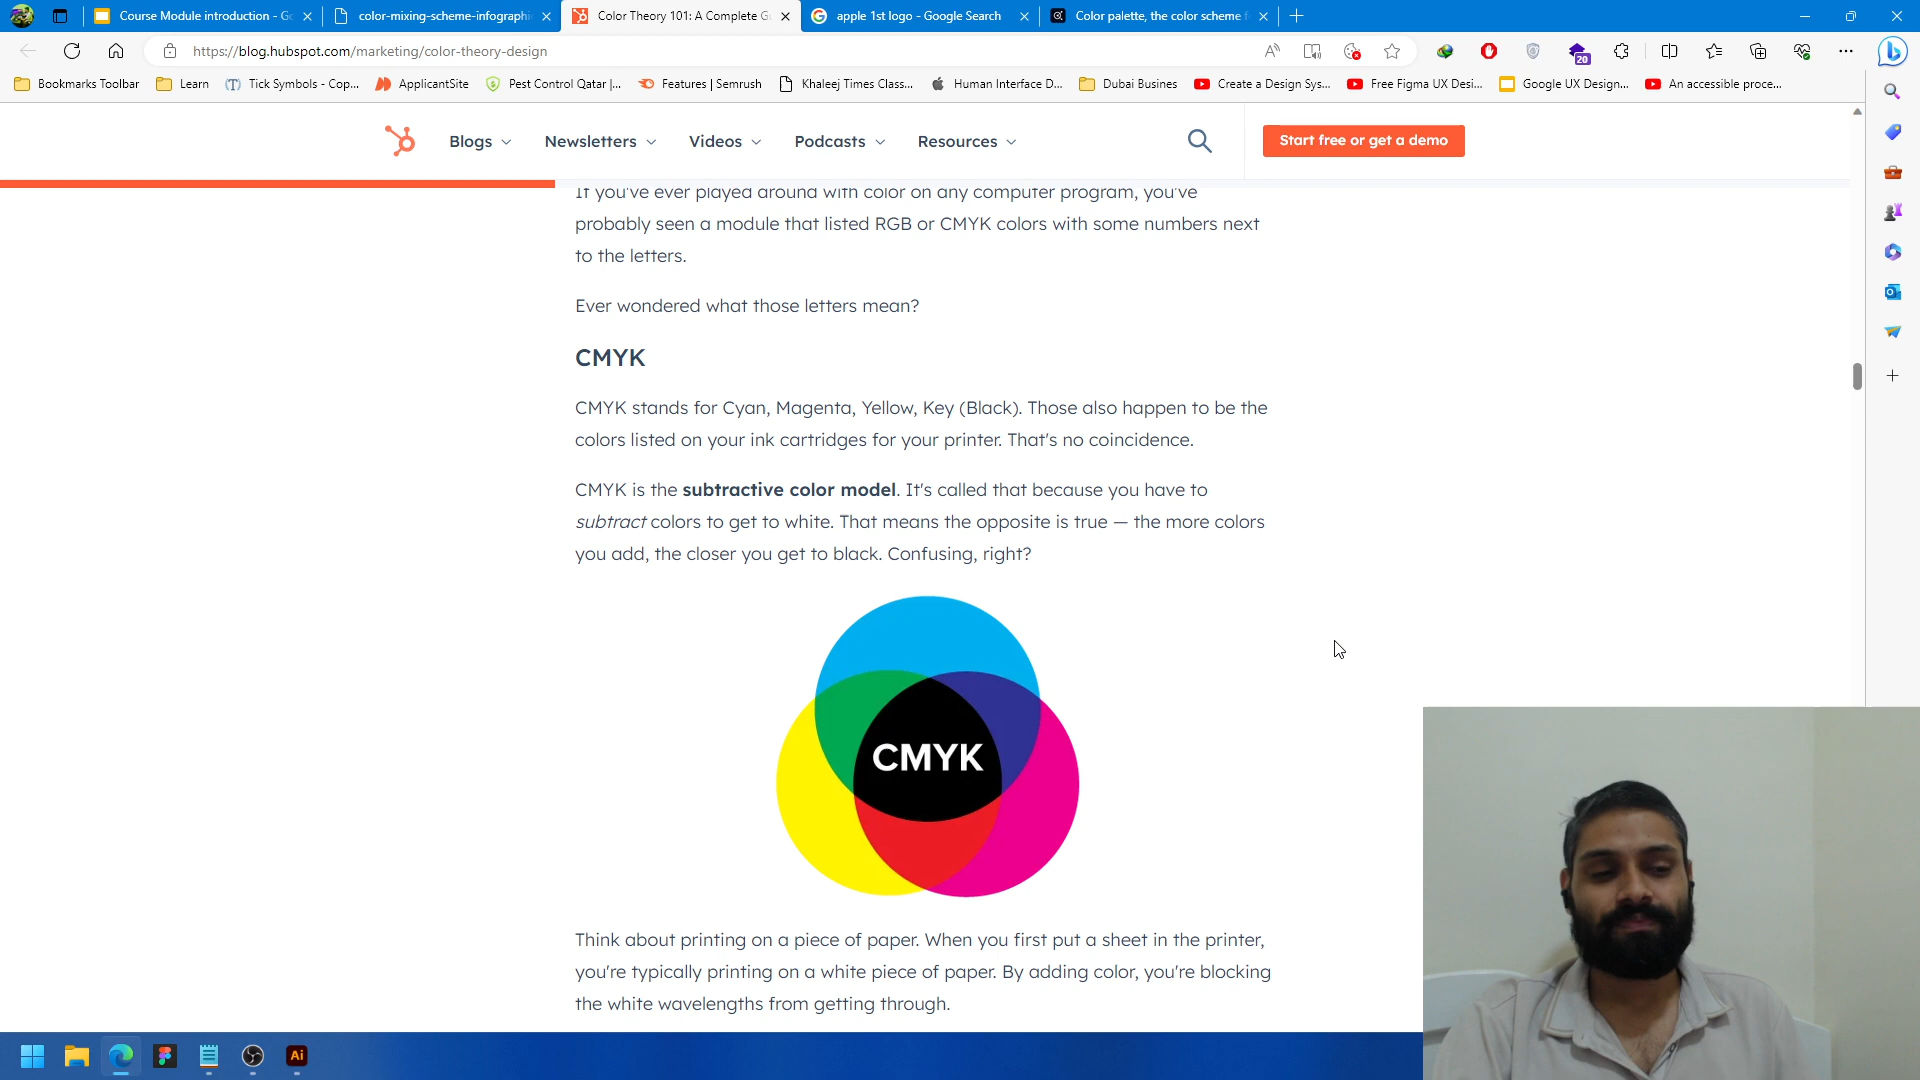 Course Module introduction - Go
color-mixing-scheme-infographi
Color Theory 101: A Complete G
apple 1st logo - Google Search
Color palette, the color scheme f
https://blog.hubspot.com/marketing/color-theory-design
20
Bookmarks Toolbar
Learn
Tick Symbols - Cop...
ApplicantSite
Pest Control Qatar |...
Features | Semrush
Khaleej Times Class...
Human Interface D...
Dubai Busines
Create a Design Sys...
Free Figma UX Desi...
Google UX Design...
An accessible proce...
Blogs
Newsletters
Videos
Podcasts
Resources
Start free or get a demo
If you've ever played around with color on any computer program, you've
probably seen a module that listed RGB or CMYK colors with some numbers next
to the letters.
Ever wondered what those letters mean?
CMYK
CMYK stands for Cyan, Magenta, Yellow, Key (Black). Those also happen to be the
colors listed on your ink cartridges for your printer. That's no coincidence.
CMYK is the subtractive color model. It's called that because you have to
subtract colors to get to white. That means the opposite is true — the more colors
you add, the closer you get to black. Confusing, right?
CMYK
Think about printing on a piece of paper. When you first put a sheet in the printer,
you're typically printing on a white piece of paper. By adding color, you're blocking
the white wavelengths from getting through.
Ai